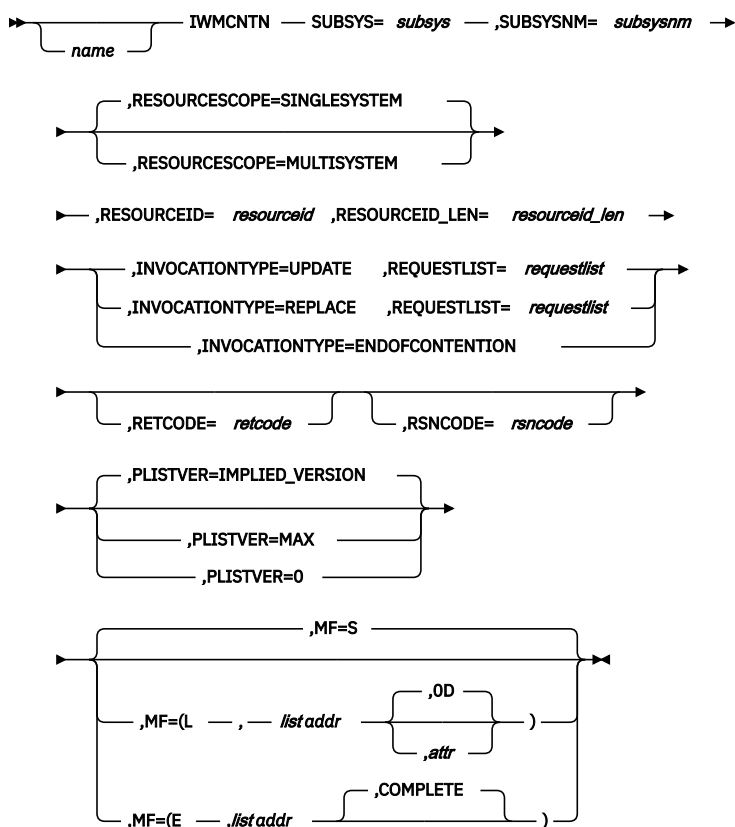 IWMCNTN SUBSYS= subsys ,SUBSYSNM= subsysnm
name
,RESOURCESCOPE=SINGLESYSTEM
,RESOURCESCOPE=MULTISYSTEM
,RESOURCEID= resourceid ,RESOURCEID_LEN= resourceid_len
,INVOCATIONTYPE=UPDATE ,REQUESTLIST= requestlist
,INVOCATIONTYPE=REPLACE ,REQUESTLIST= requestlist
,INVOCATIONTYPE=ENDOFCONTENTION
,RETCODE= retcode ,RSNCODE= rsncode
,PLISTVER=IMPLIED_VERSION
,PLISTVER=MAX
,PLISTVER=0
,MF=S
,0D
,MF=(L , list addr )
,attr
,COMPLETE
,MF=(E ,list addr )